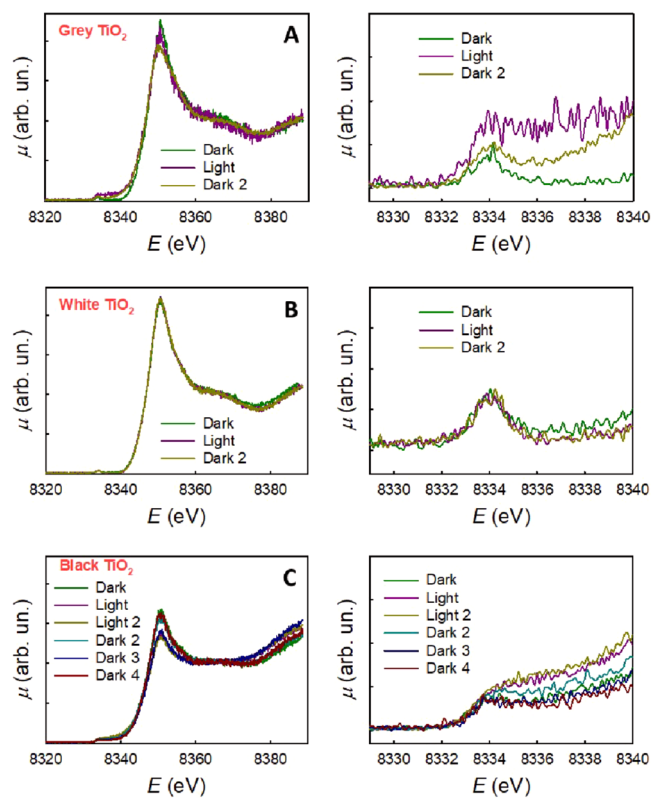 Grey TiO2
A
μ (arb. un.)
Dark
Light
Dark 2
8320 8340 8360 8380
E (eV)
μ (arb. un.)
Dark
Light
Dark 2
8330 8332 8334 8336 8338 8340
E (eV)
White TiO2
B
μ (arb. un.)
Dark
Light
Dark 2
8320 8340 8360 8380
E (eV)
μ (arb. un.)
Dark
Light
Dark 2
8330 8332 8334 8336 8338 8340
E (eV)
Black TiO2
C
μ (arb. un.)
Dark
Light
Light 2
Dark 2
Dark 3
Dark 4
8320 8340 8360 8380
E (eV)
μ (arb. un.)
Dark
Light
Light 2
Dark 2
Dark 3
Dark 4
8330 8332 8334 8336 8338 8340
E (eV)